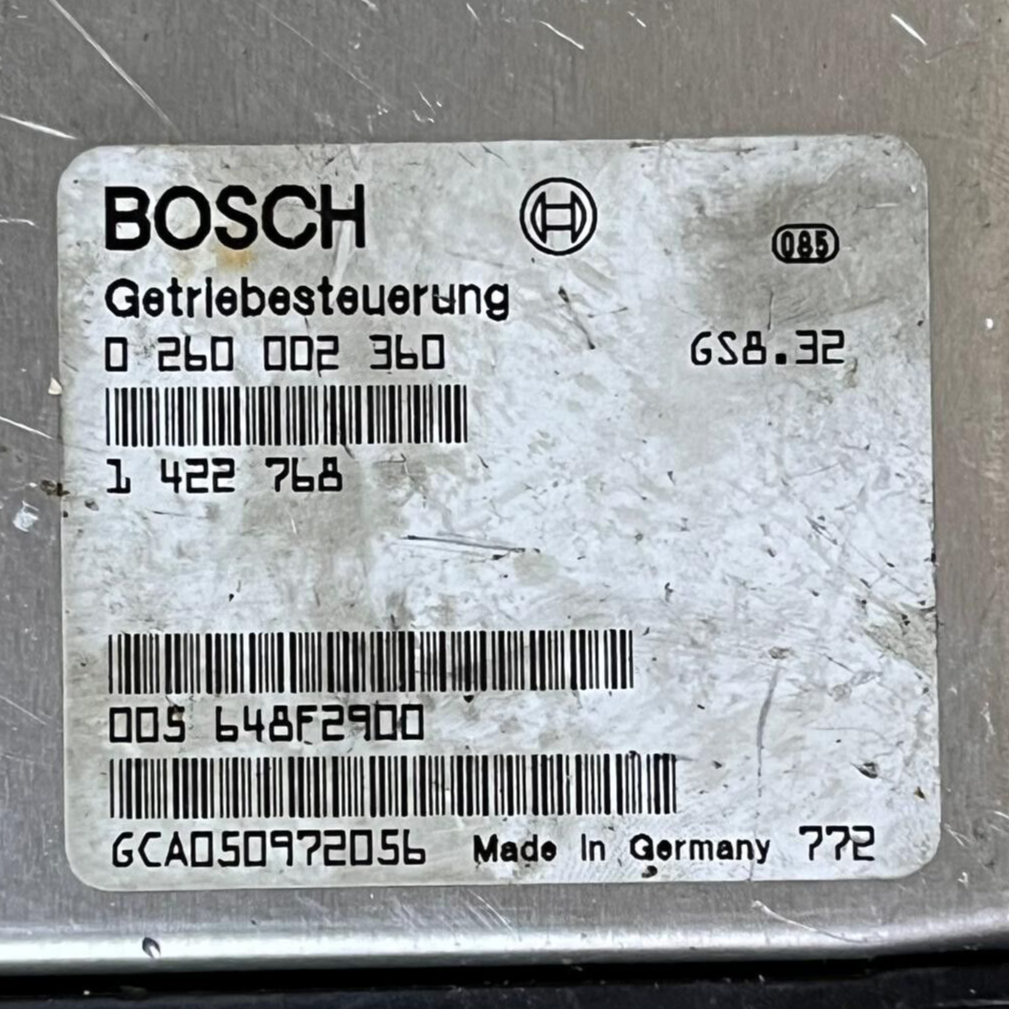 BOSCH
085
Getriebesteuerung
0 260 002 360 GS8.32
1 422 768
005 648F2900
GCA050972056 Made In Germany 772